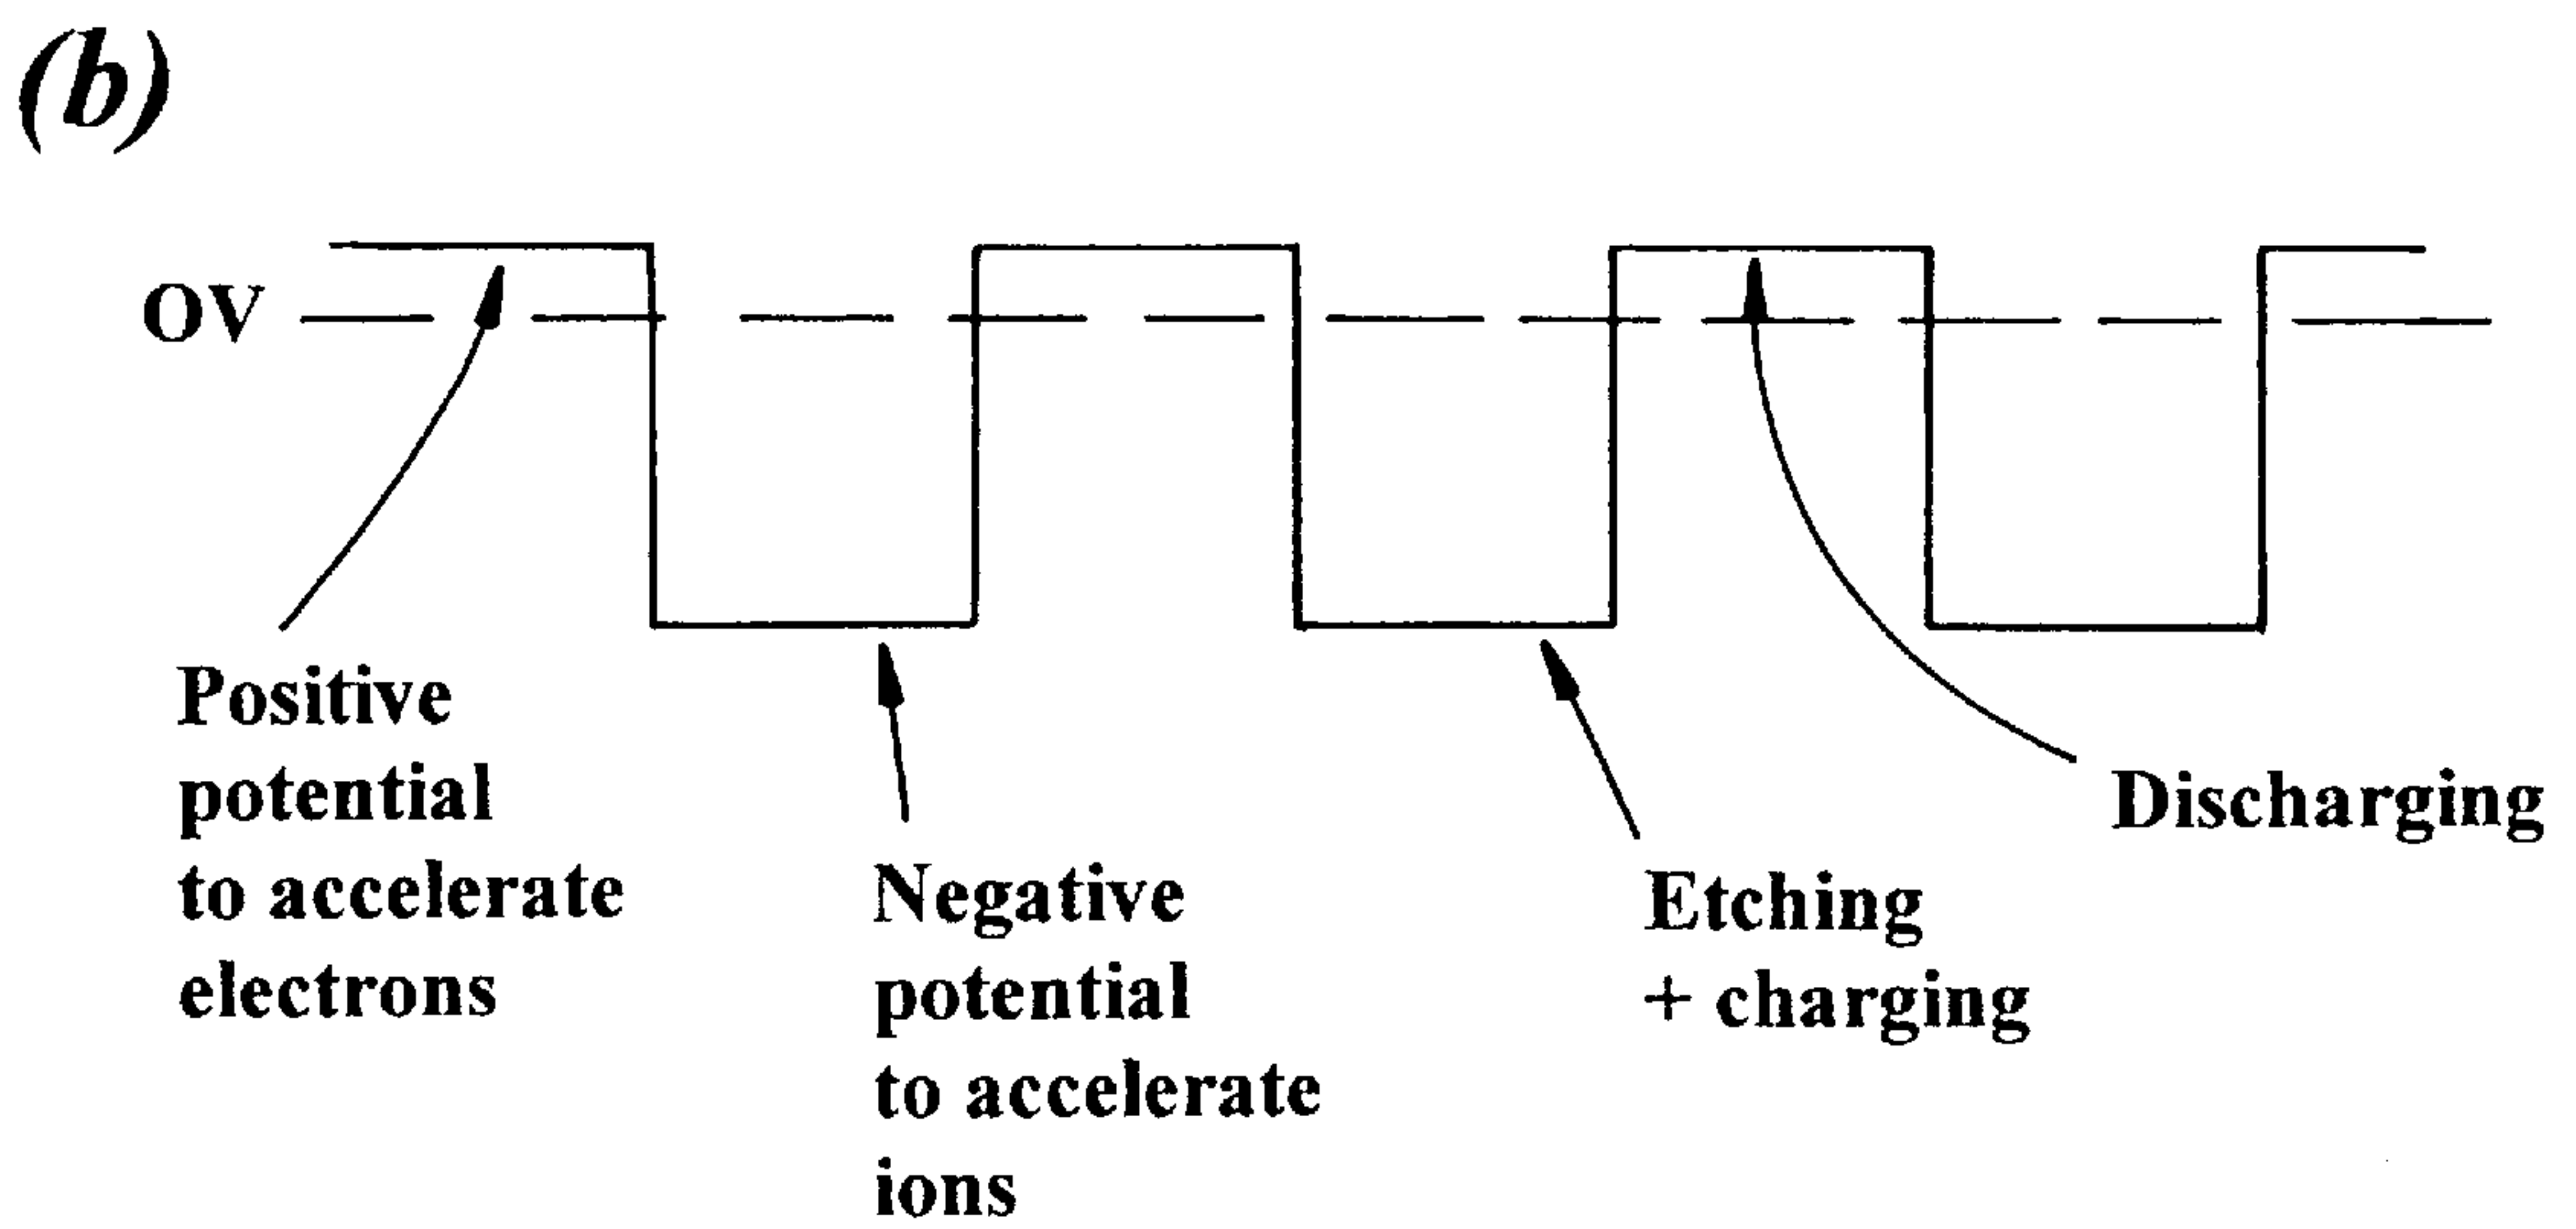 (b)
OV
Positive
potential
to accelerate
electrons
Negative
potential
to accelerate
ions
Etching
+ charging
Discharging